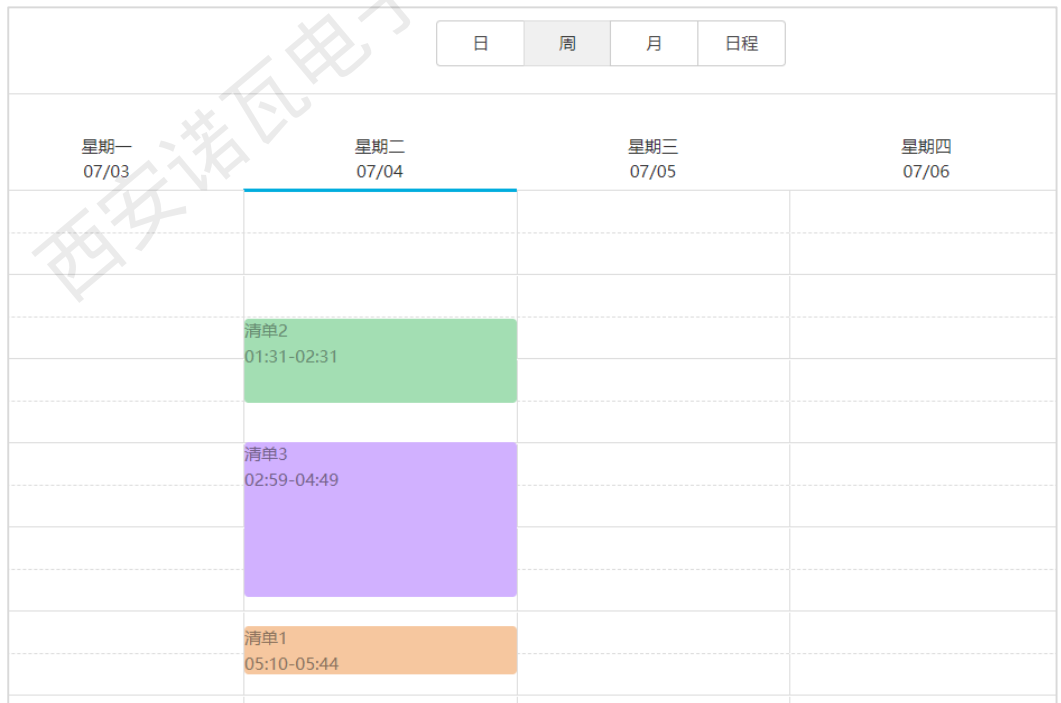 日 周 月 日程
星期一 星期二 星期三 星期四
07/03 07/04 07/05 07/06
清单2
01:31-02:31
清单3
02:59-04:49
清单1
05:10-05:44
西安诺瓦电子